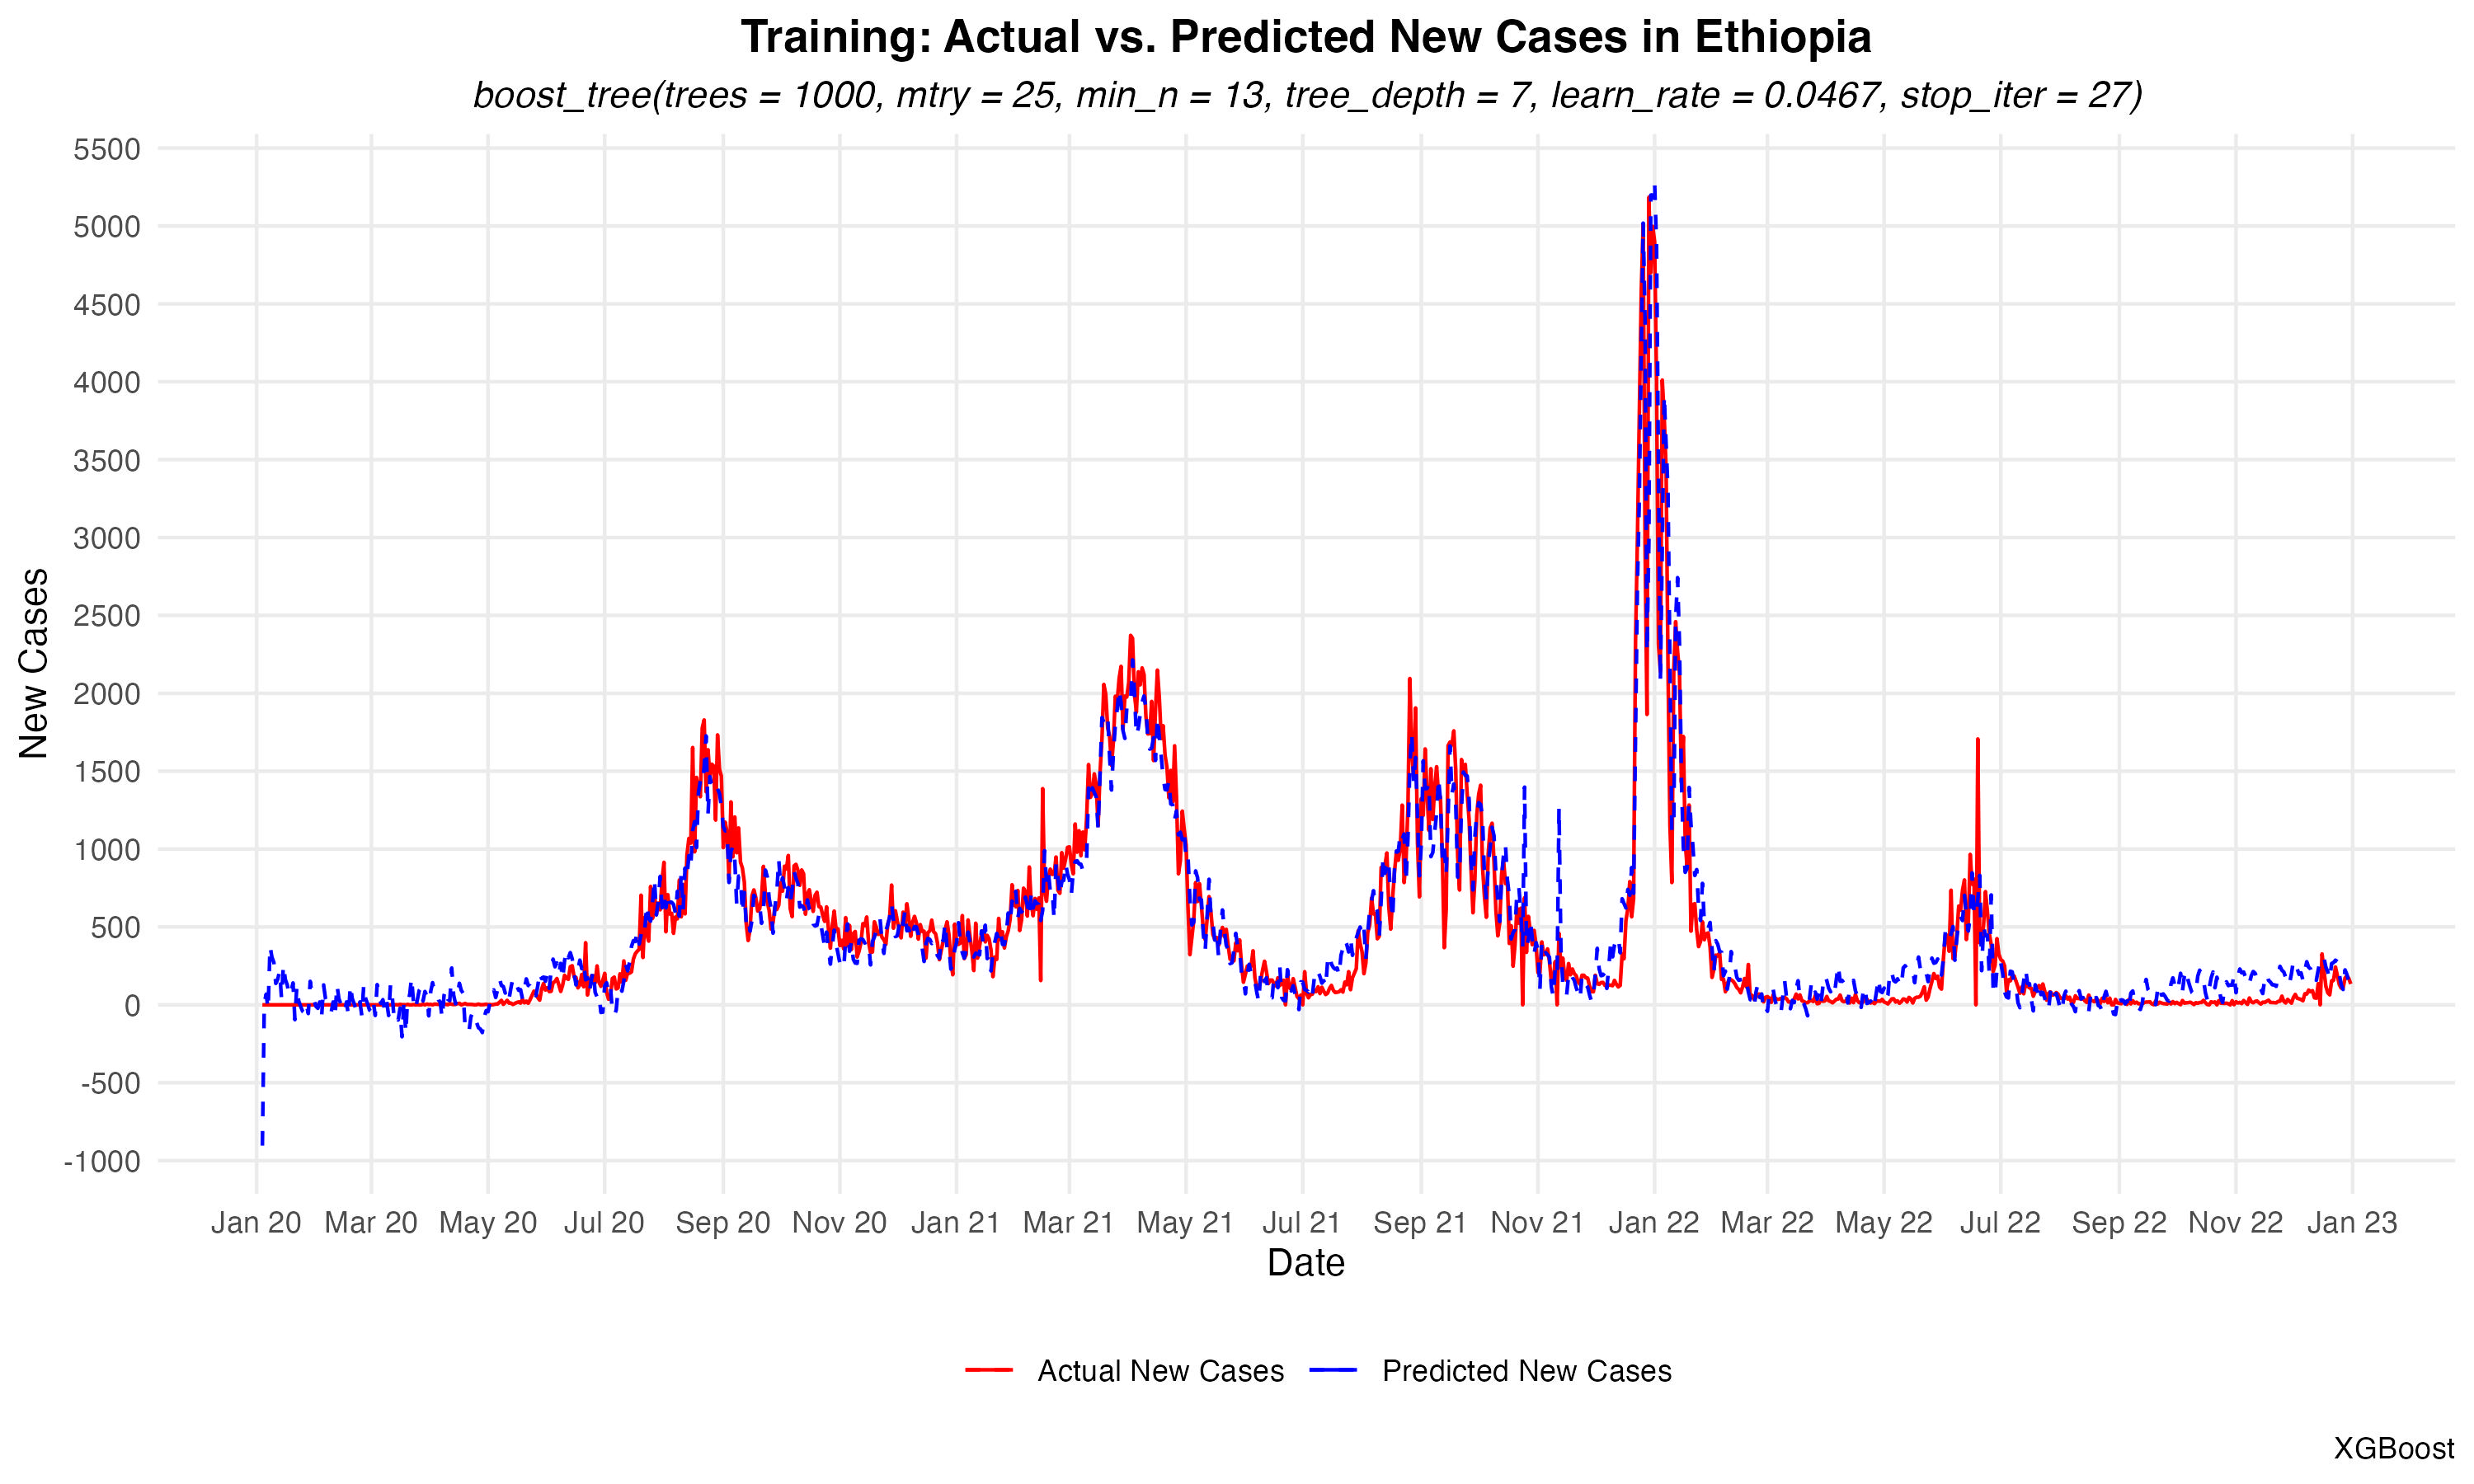 Training: Actual vs. Predicted New Cases in Ethiopia
boost_tree(trees = 1000, mtry = 25, min_n = 13, tree_depth = 7, learn_rate = 0.0467, stop_iter = 27)
New Cases
5500
5000
4500
4000
3500
3000
2500
2000
1500
1000
500
0
-500
-1000
Jan 20 Mar 20 May 20 Jul 20 Sep 20 Nov 20 Jan 21 Mar 21 May 21 Jul 21 Sep 21 Nov 21 Jan 22 Mar 22 May 22 Jul 22 Sep 22 Nov 22 Jan 23
Date
Actual New Cases Predicted New Cases
XGBoost